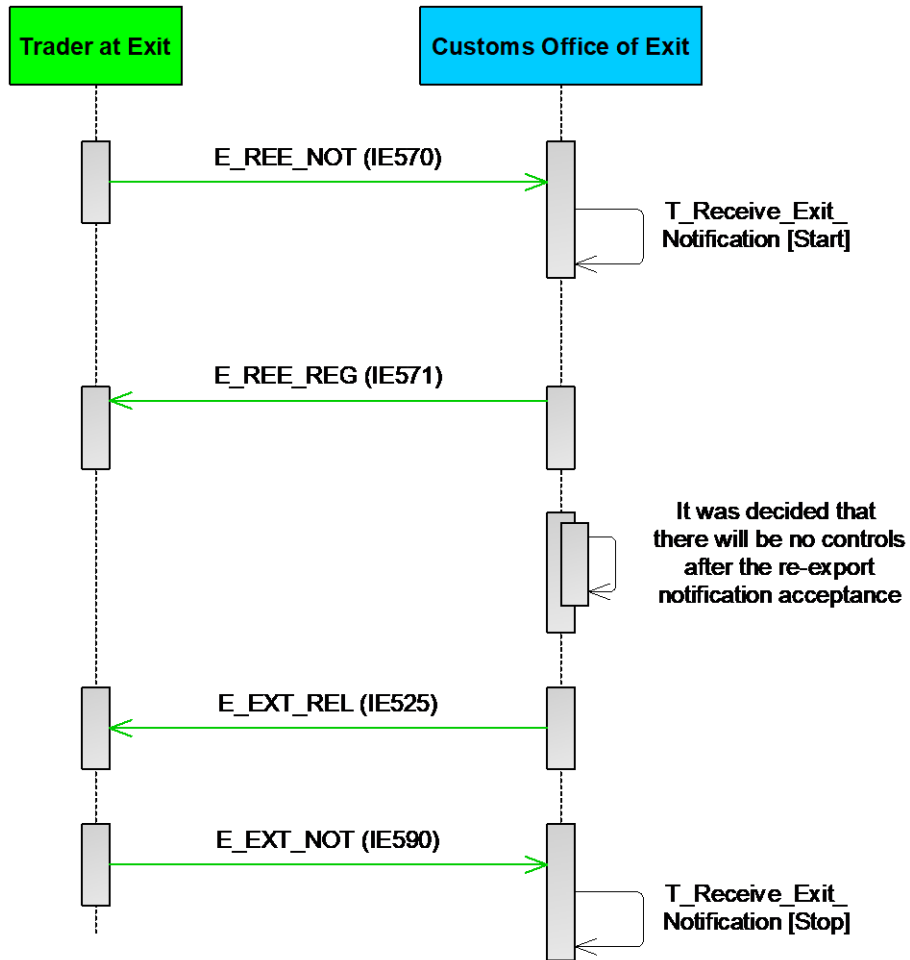 Trader at Exit
Customs Office of Exit
E_REE_NOT (IE570)
T_Receive_Exit_
Notification [Start]
E_REE_REG (IE571)
It was decided that
there will be no controls
after the re-export
notification acceptance
E_EXT_REL (IE525)
E_EXT_NOT (IE590)
T_Receive_Exit_
Notification [Stop]